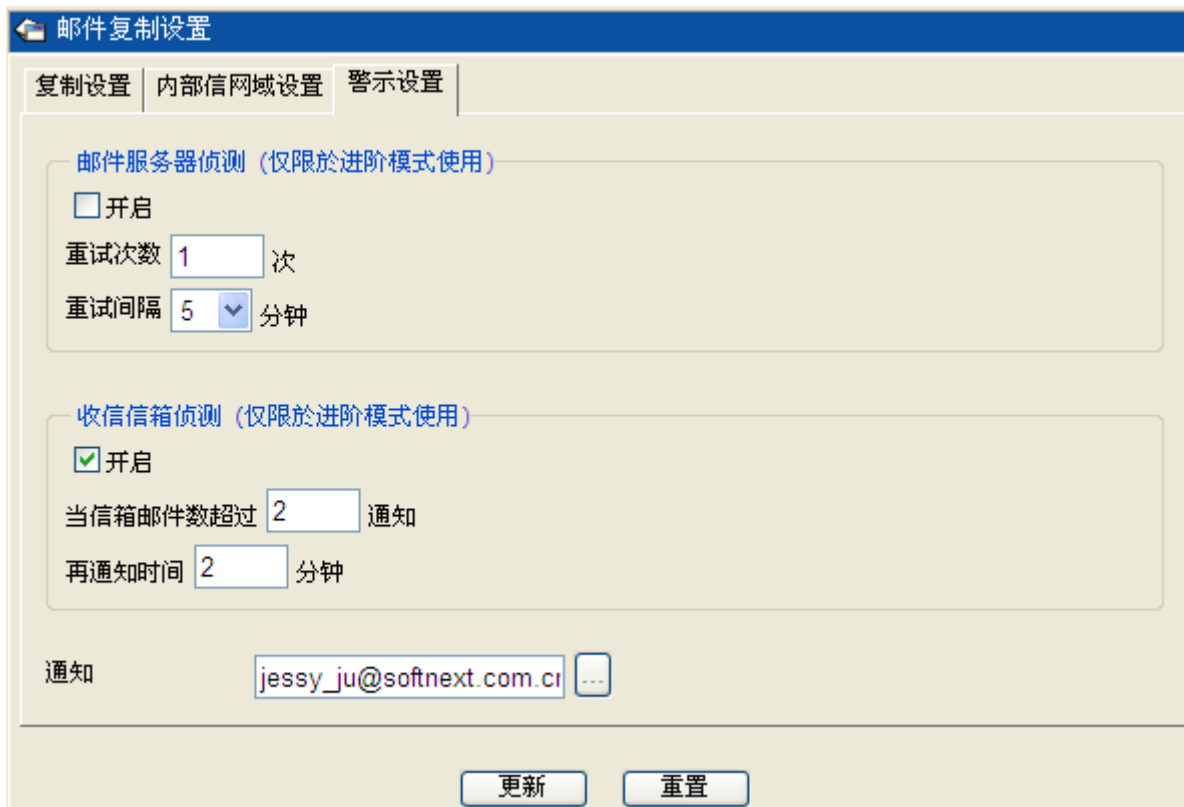 邮件复制设置
复制设置 内部信网域设置 警示设置
邮件服务器侦测 (仅限於进阶模式使用)
开启
重试次数 1 次
重试间隔 5 分钟
收信信箱侦测 (仅限於进阶模式使用)
开启
当信箱邮件数超过 2 通知
再通知时间 2 分钟
通知 jessy_ju@softnext.com.cn ...
更新 重置